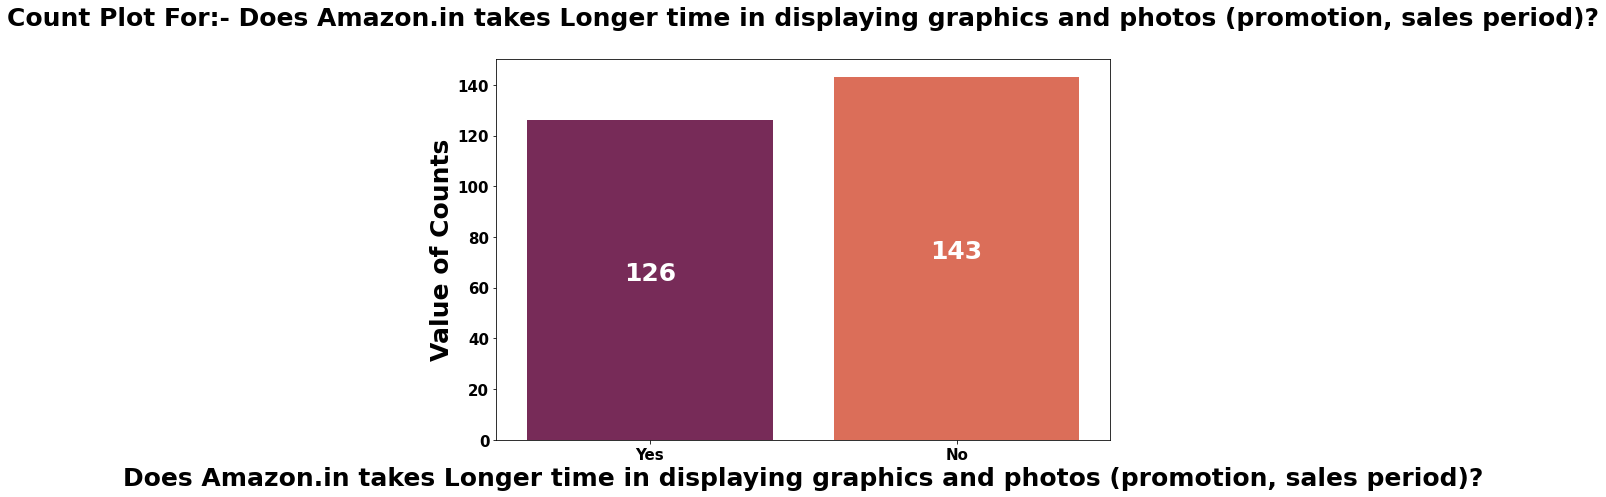 Count Plot For:- Does Amazon.in takes Longer time in displaying graphics and photos (promotion, sales period)?
140
120
100
80
60
40
20
0
Value of Counts
126
143
Yes
No
Does Amazon.in takes Longer time in displaying graphics and photos (promotion, sales period)?